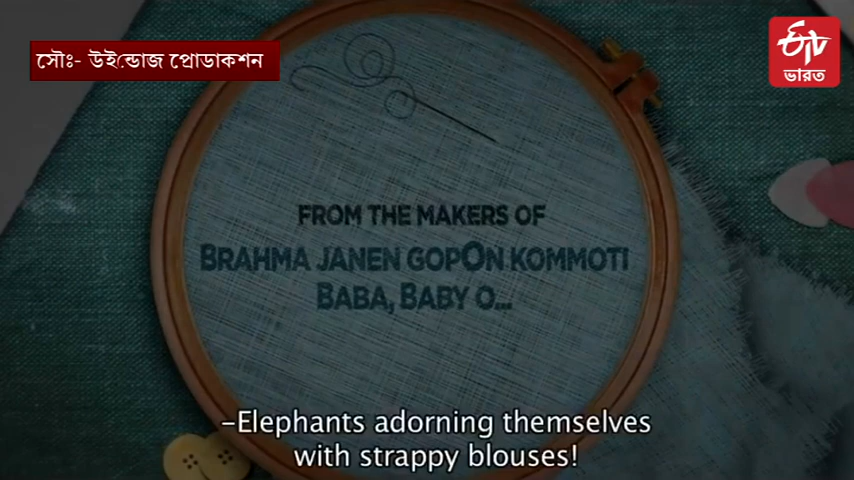 সৌঃ- উইন্ডোজ প্রোডাকশন
ETV
ভারত
FROM THE MAKERS OF
BRAHMA JANEN GOPON KOMMOTI
BABA, BABY O...
-Elephants adorning themselves
with strappy blouses!